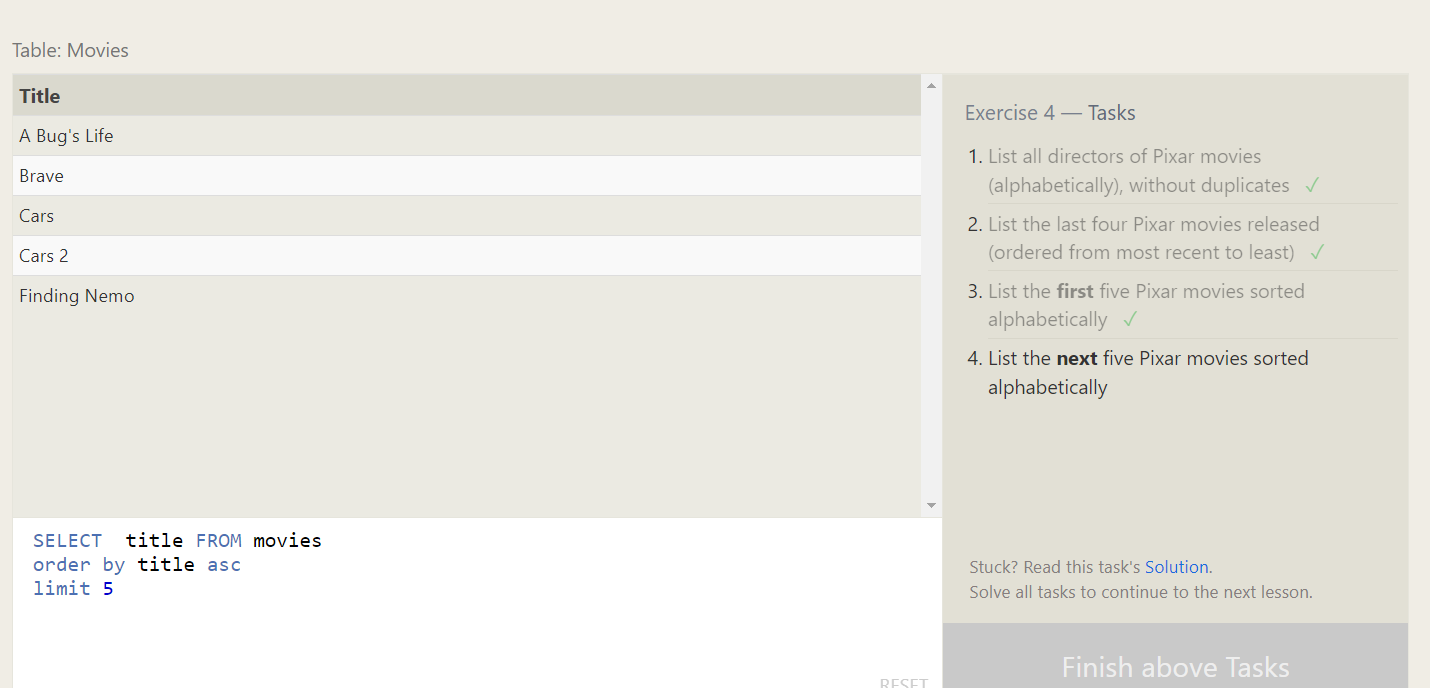 Table: Movies
Title
A Bug's Life
Brave
Cars
Cars 2
Finding Nemo
SELECT  title FROM movies
order by title asc
limit 5
RESET
Exercise 4 — Tasks
1. List all directors of Pixar movies
(alphabetically), without duplicates ✓
2. List the last four Pixar movies released
(ordered from most recent to least) ✓
3. List the first five Pixar movies sorted
alphabetically ✓
4. List the next five Pixar movies sorted
alphabetically
Stuck? Read this task's Solution.
Solve all tasks to continue to the next lesson.
Finish above Tasks